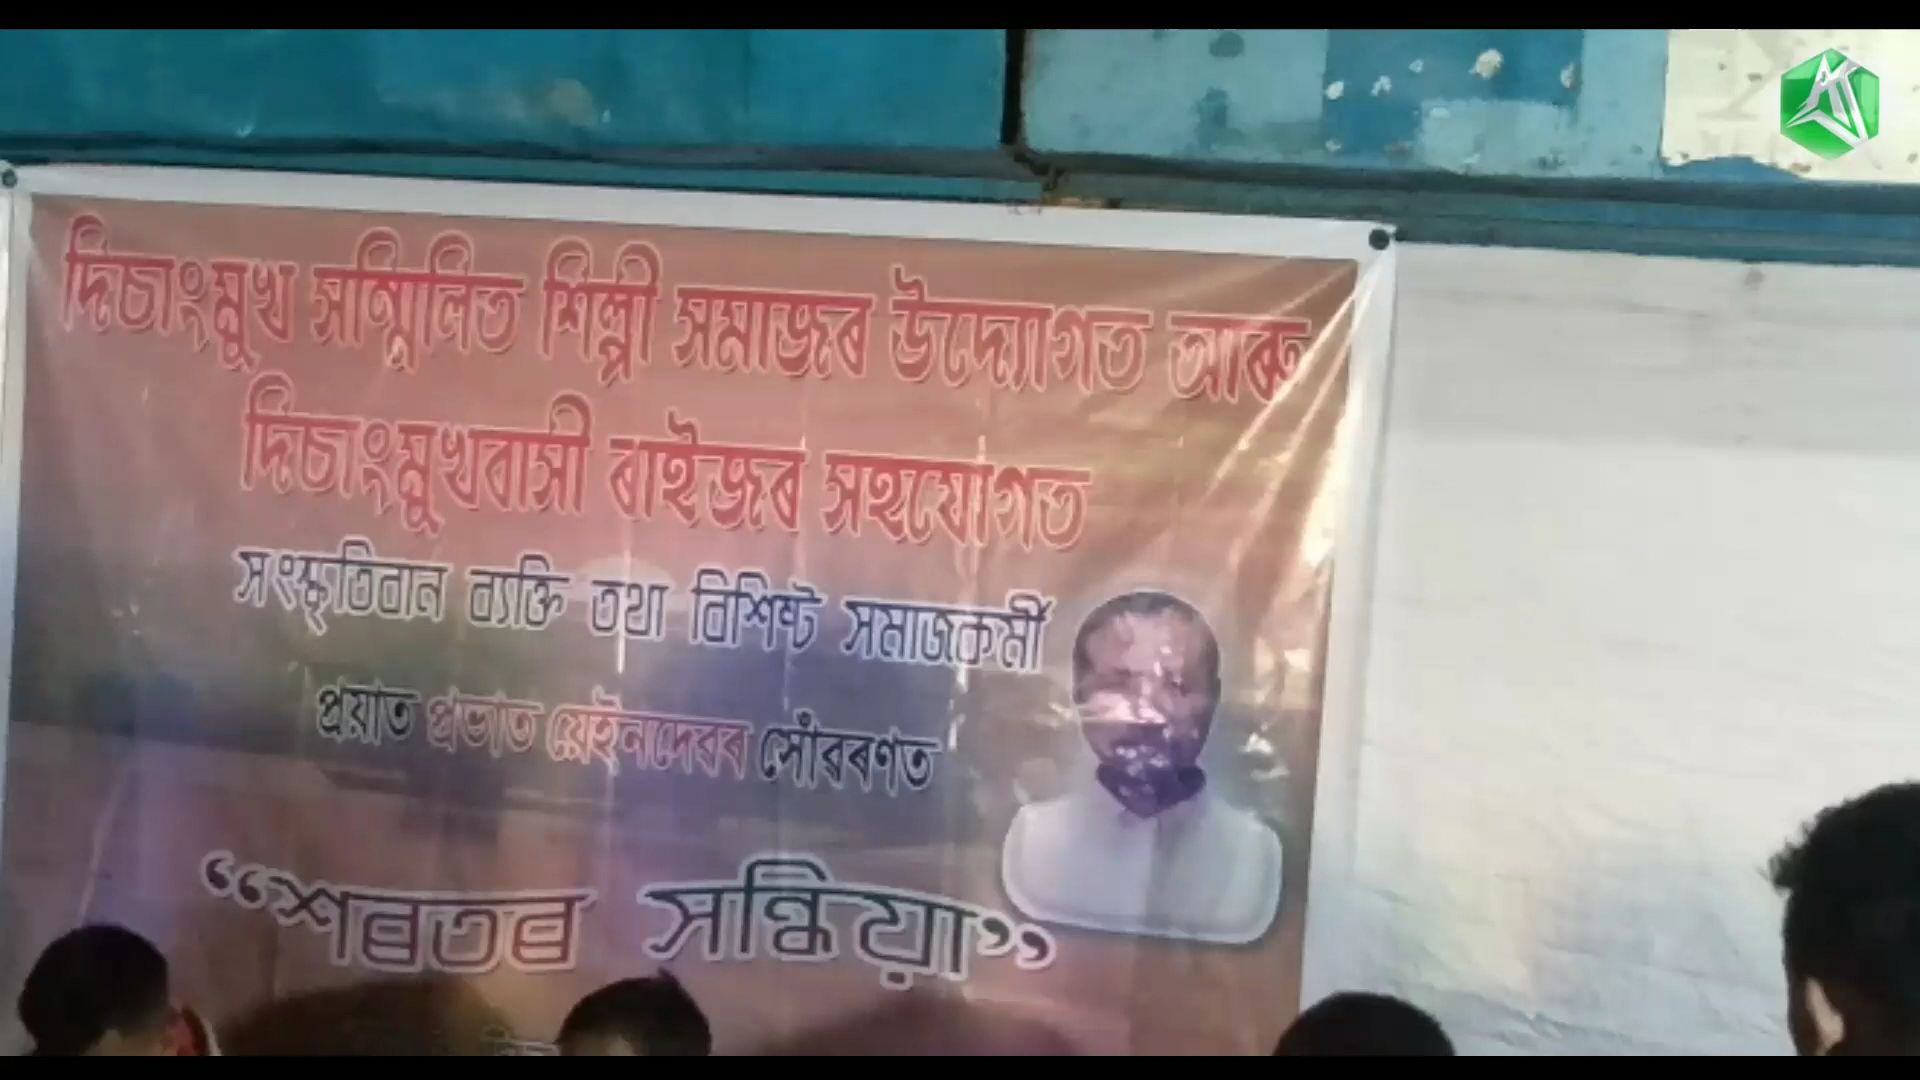 দিচাংমুখ সন্মিলিত শিল্পী সমাজৰ উদ্যোগত আৰু
দিচাংমুখবাসী ৰাইজৰ সহযোগত
সংস্কৃতিবান ব্যক্তি তথা বিশিষ্ট সমাজকৰ্মী
প্ৰয়াত প্ৰভাত য়েইনদেৱৰ সোঁৱৰণত
“শৰতৰ সন্ধিয়া”